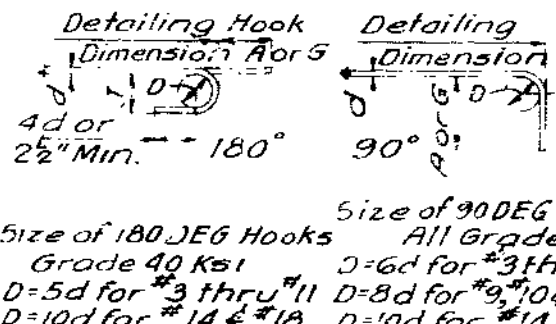 Detailing Hook
Dimension A or G
d
J
D
4d or
2½" Min.
180°
Detailing
Dimension
d
D
A or G
90°
Size of 180 DEG Hooks
Grade 40 Ksi
D=5d for #3 thru #11
D=10d for #14 & #18
Size of 90 DEG
All Grade
D=6d for #3 th
D=8d for #9, #10
D=10d for #14